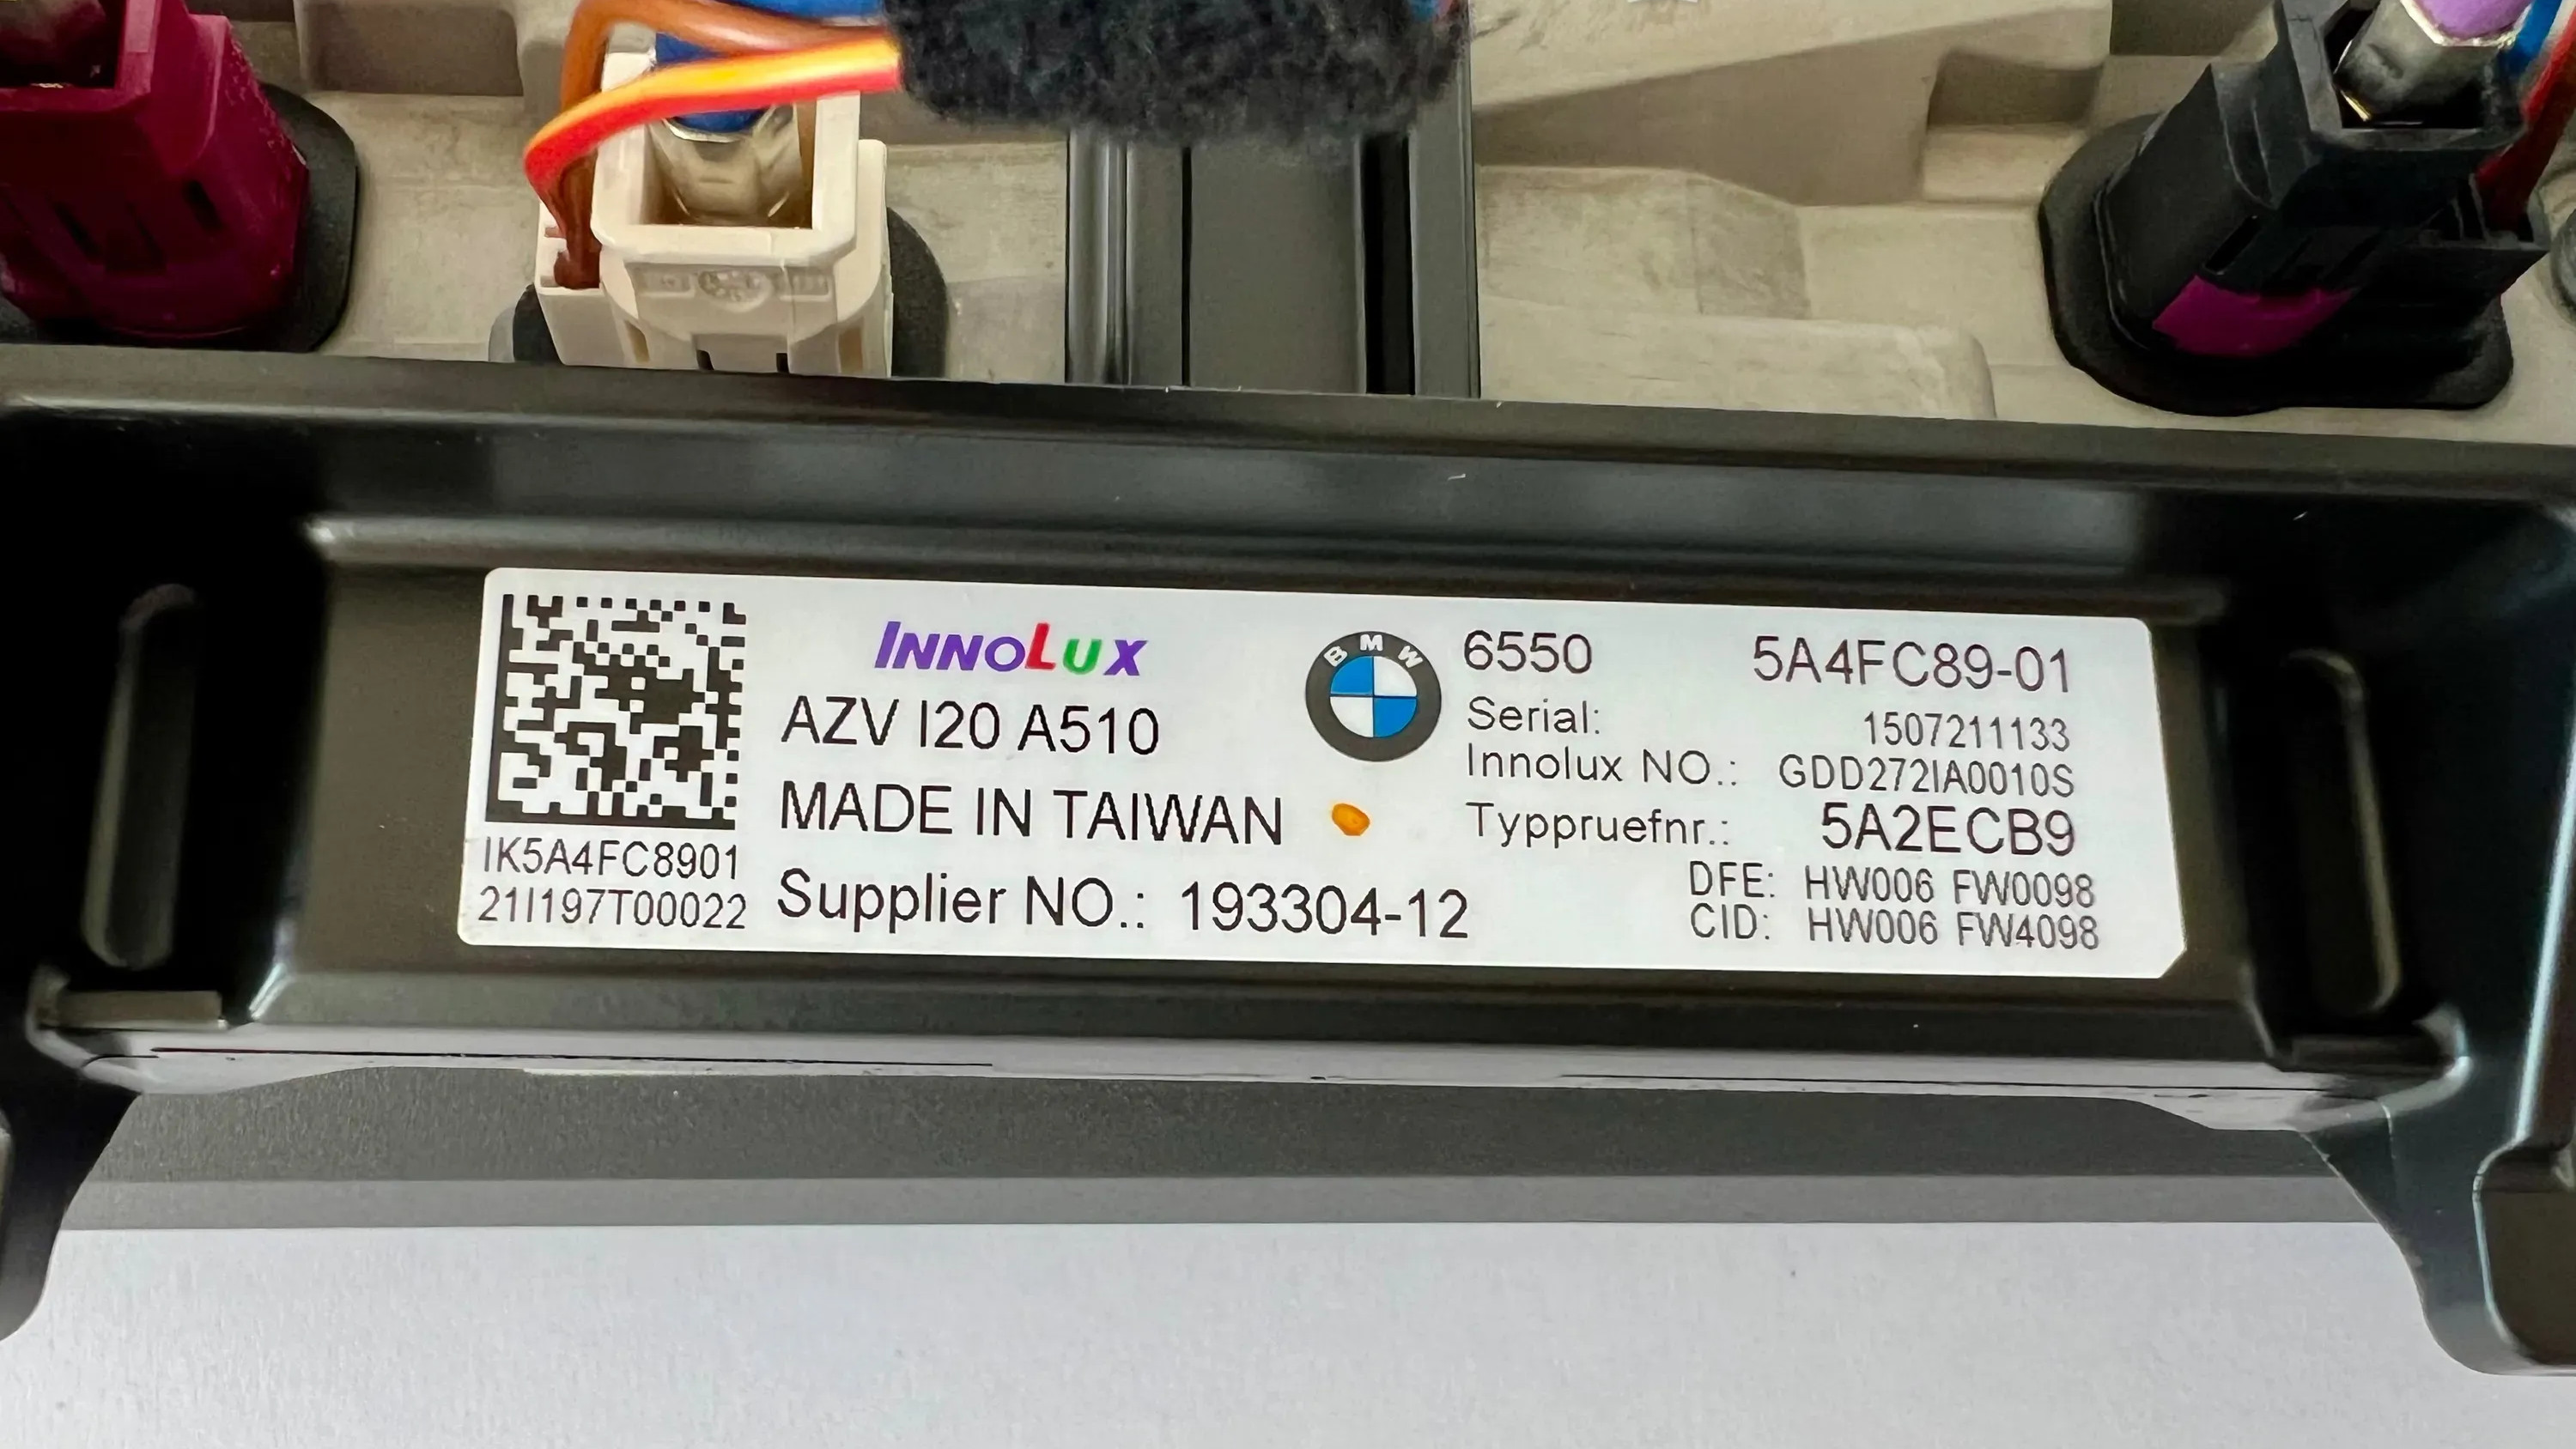 INNOLUX
AZV I20 A510
MADE IN TAIWAN
Supplier NO.: 193304-12
IK5A4FC8901
21I197T00022
BMW
6550 5A4FC89-01
Serial: 1507211133
Innolux NO.: GDD272IA0010S
Typpruefnr.: 5A2ECB9
DFE: HW006 FW0098
CID: HW006 FW4098